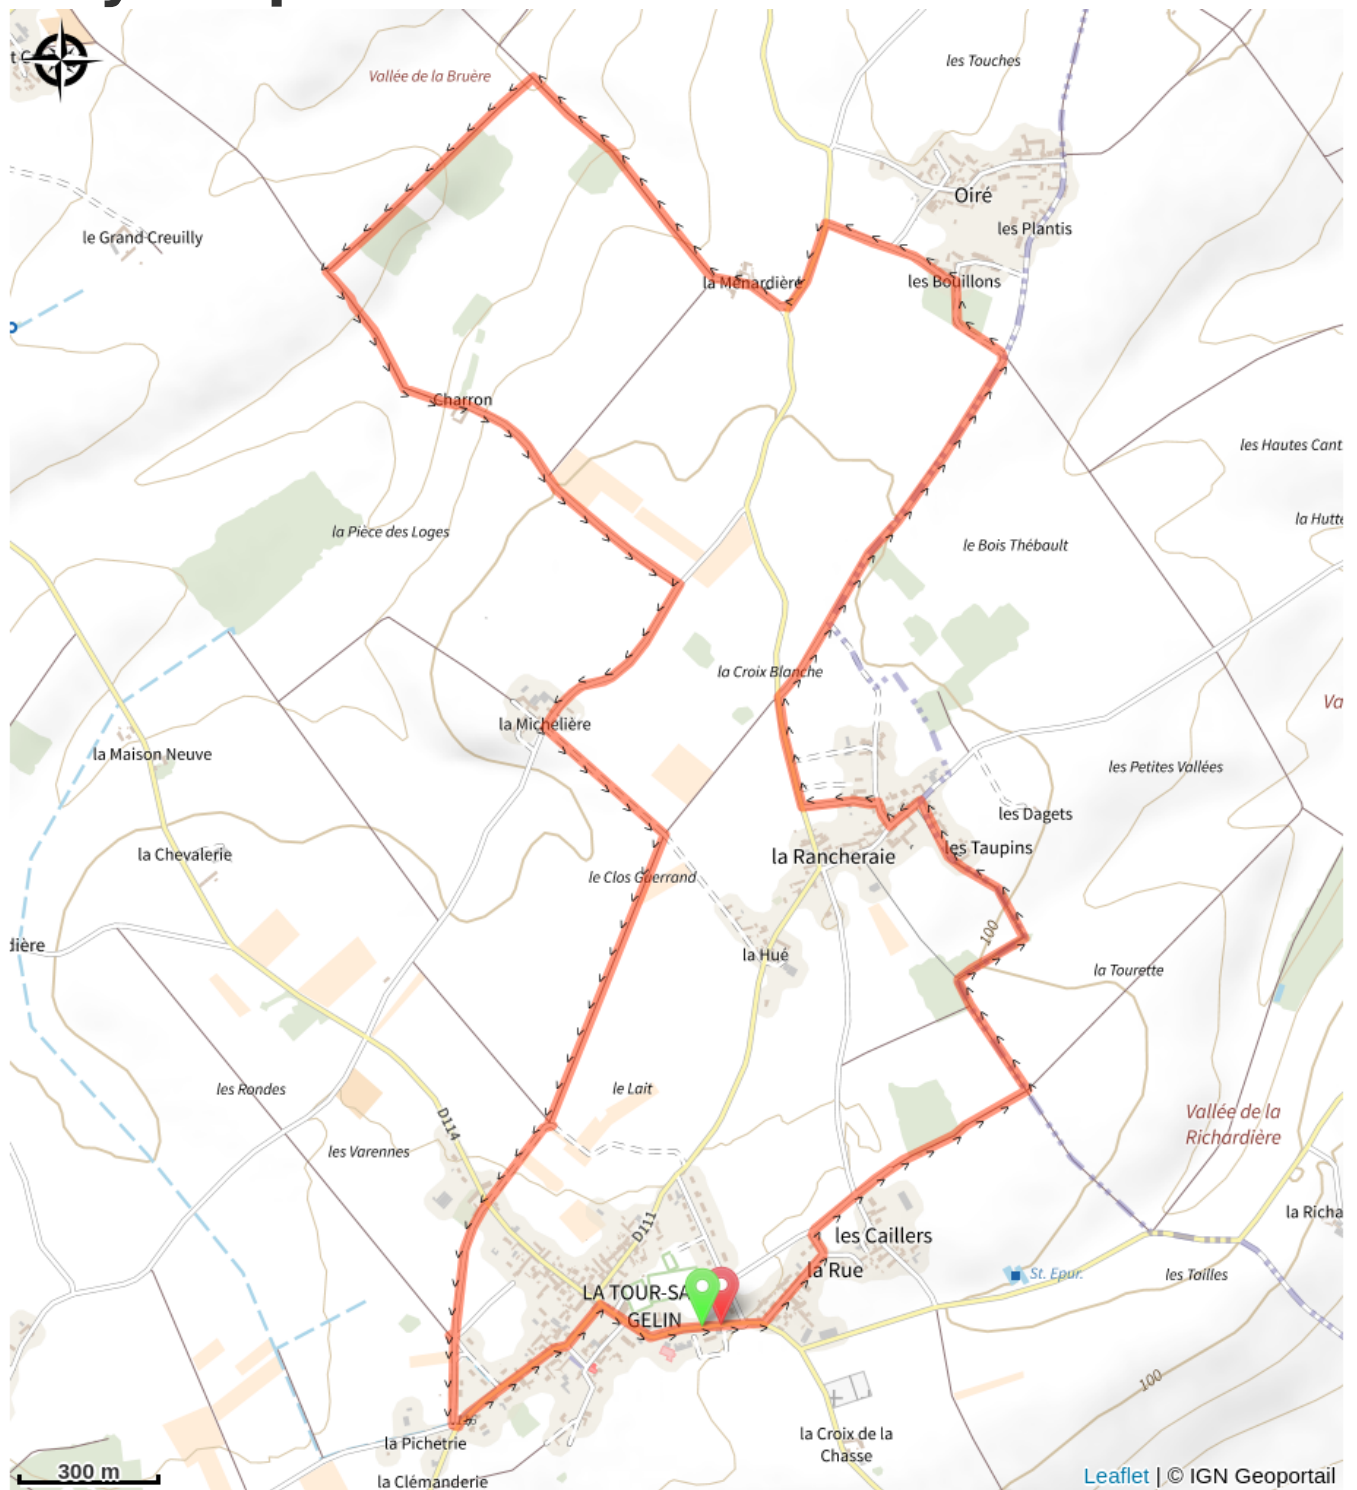 Vallée de la Bruère
les Touches
Oiré
les Plantis
le Grand Creuilly
la Ménardière
les Bouillons
Charron
les Hautes Cant
la Pièce des Loges
la Hutte
le Bois Thébault
la Croix Blanche
Va
la Michelière
la Maison Neuve
les Petites Vallées
les Dagets
la Chevalerie
la Rancheraie
les Taupins
le Clos Guerrand
100
dière
la Hué
la Tourette
les Rondes
le Lait
Vallée de la
Richardière
D114
les Varennes
la Richa
D111
les Caillers
la Rue
St. Epur.
les Tailles
LA TOUR-SA
GELIN
100
la Croix de la
Chasse
la Pichetrie
la Clémanderie
300 m
Leaflet | © IGN Geoportail